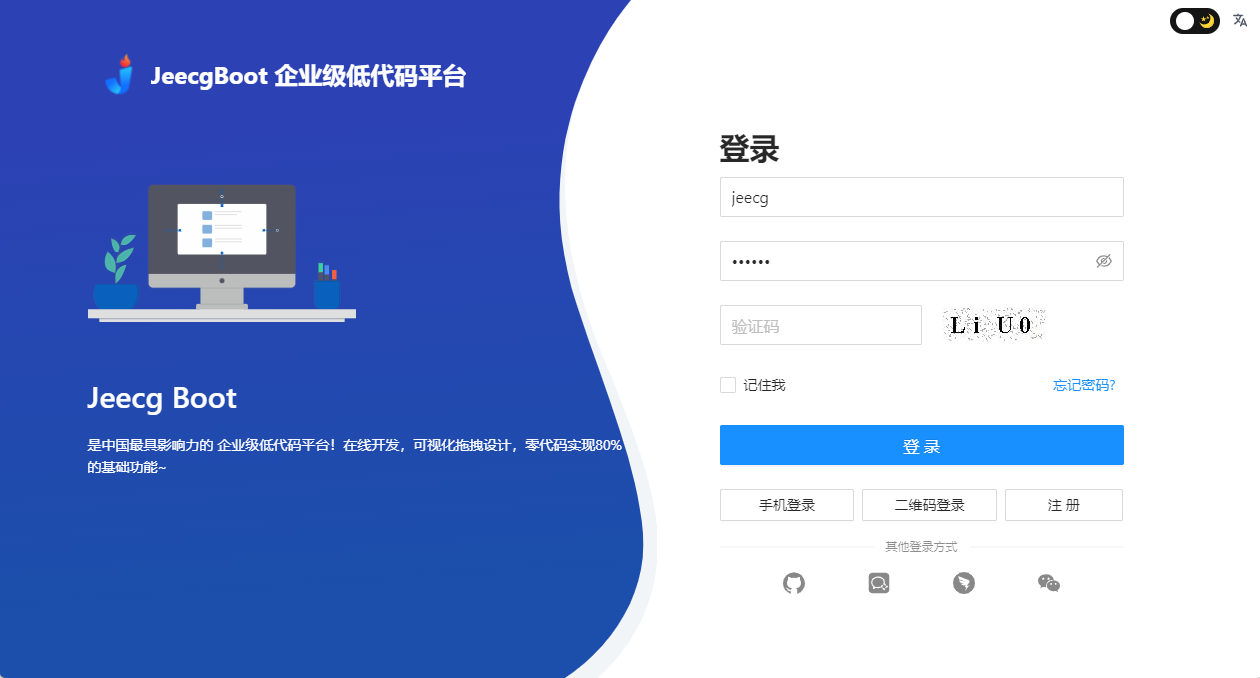 JeecgBoot 企业级低代码平台
Jeecg Boot
是中国最具影响力的 企业级低代码平台！在线开发，可视化拖拽设计，零代码实现80%
的基础功能~
登录
jeecg
••••••
验证码
Li U0
记住我
忘记密码?
登 录
手机登录
二维码登录
注 册
其他登录方式